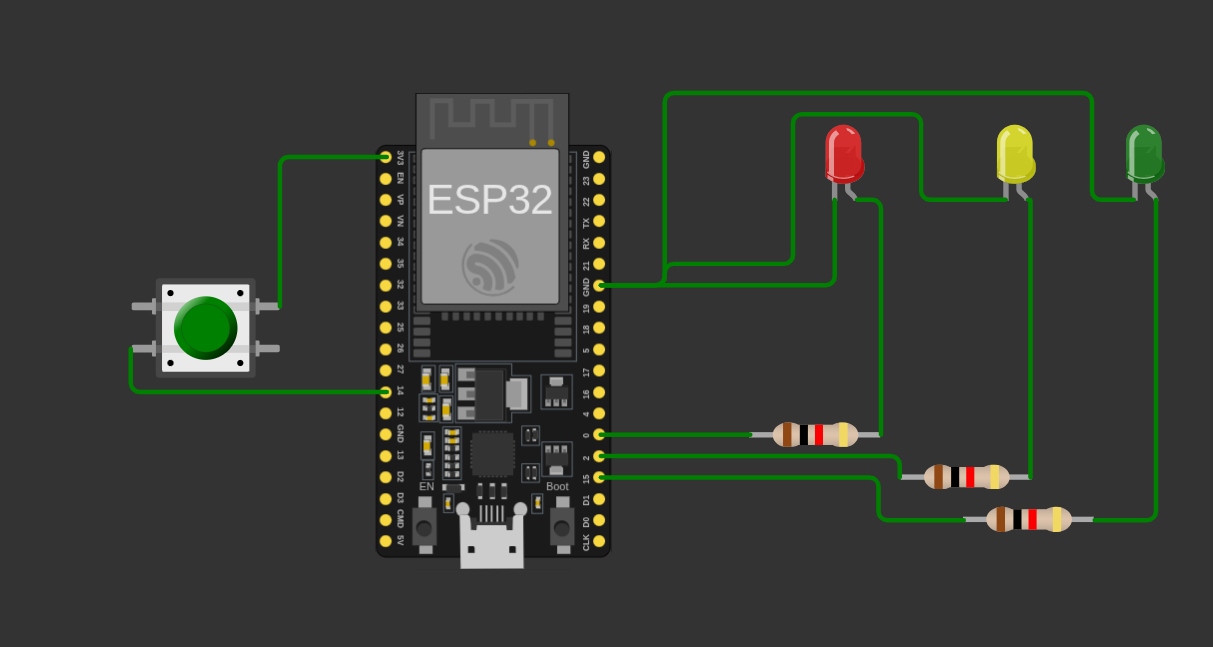 ESP32
3V3
EN
VP
VN
34
35
32
33
25
26
27
14
12
GND
13
D2
D3
CMD
5V
GND
23
22
TX
RX
21
GND
19
18
5
17
16
4
0
2
15
D1
D0
CLK
EN
Boot